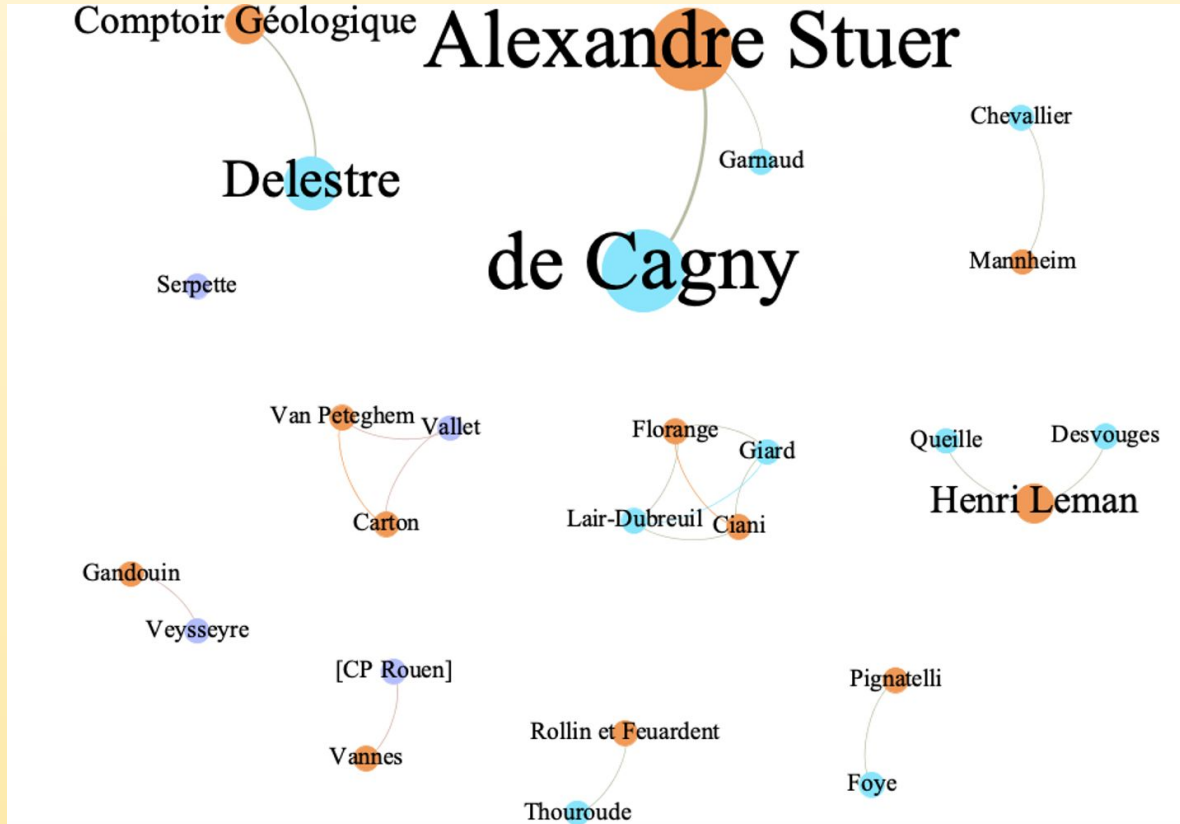 Comptoir Géologique
Alexandre Stuer
Chevallier
Garnaud
Delestre
de Cagny
Mannheim
Serpette
Van Peteghem
Vallet
Florange
Giard
Queille
Desvouges
Henri Leman
Carton
Lair-Dubreuil
Ciani
Gandouin
Veysseyre
[CP Rouen]
Pignatelli
Rollin et Feuardent
Vannes
Foye
Thouroude